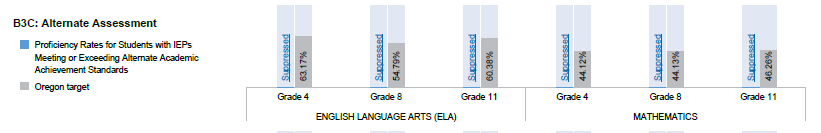 B3C: Alternate Assessment
Proficiency Rates for Students with IEPs
Meeting or Exceeding Alternate Academic
Achievement Standards
Oregon target
Suppressed 63.17% Suppressed 54.79% Suppressed 60.38% Suppressed 44.12% Suppressed 44.13% Suppressed 46.26%
Grade 4 Grade 8 Grade 11 Grade 4 Grade 8 Grade 11
ENGLISH LANGUAGE ARTS (ELA) MATHEMATICS